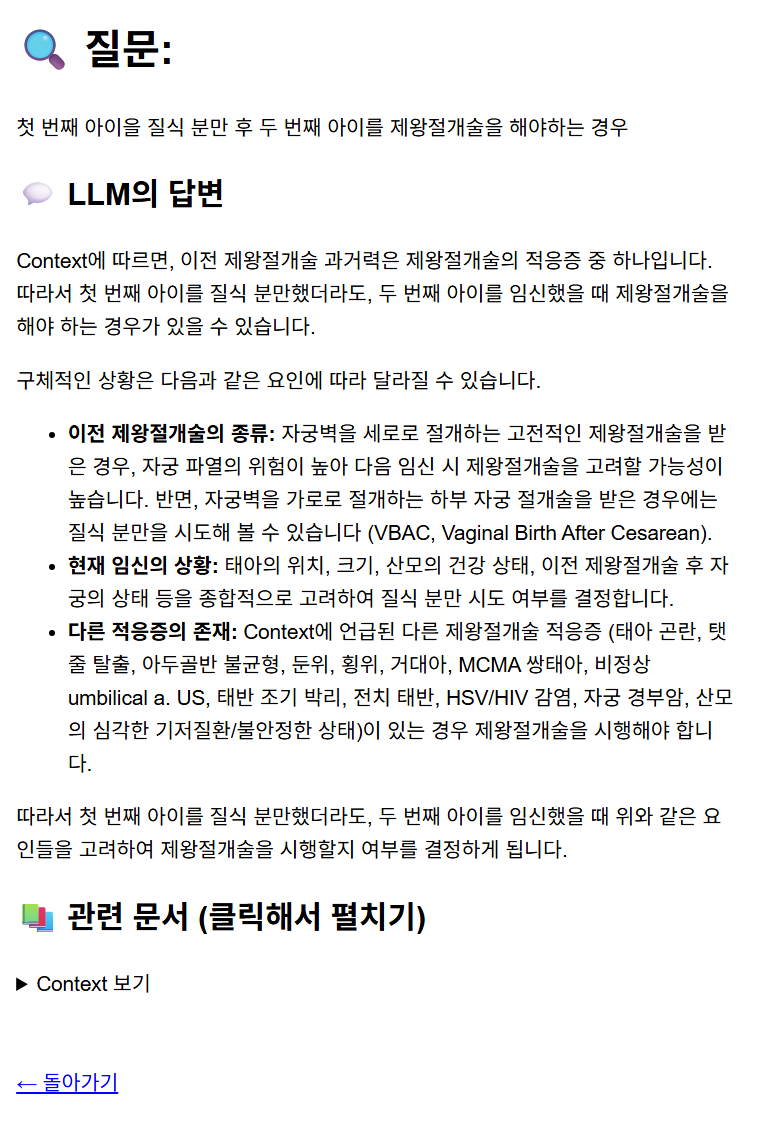 질문:
첫 번째 아이을 질식 분만 후 두 번째 아이를 제왕절개술을 해야하는 경우
LLM의 답변
Context에 따르면, 이전 제왕절개술 과거력은 제왕절개술의 적응증 중 하나입니다.
따라서 첫 번째 아이를 질식 분만했더라도, 두 번째 아이를 임신했을 때 제왕절개술을
해야 하는 경우가 있을 수 있습니다.
구체적인 상황은 다음과 같은 요인에 따라 달라질 수 있습니다.
• 이전 제왕절개술의 종류: 자궁벽을 세로로 절개하는 고전적인 제왕절개술을 받
은 경우, 자궁 파열의 위험이 높아 다음 임신 시 제왕절개술을 고려할 가능성이
높습니다. 반면, 자궁벽을 가로로 절개하는 하부 자궁 절개술을 받은 경우에는
질식 분만을 시도해 볼 수 있습니다 (VBAC, Vaginal Birth After Cesarean).
• 현재 임신의 상황: 태아의 위치, 크기, 산모의 건강 상태, 이전 제왕절개술 후 자
궁의 상태 등을 종합적으로 고려하여 질식 분만 시도 여부를 결정합니다.
• 다른 적응증의 존재: Context에 언급된 다른 제왕절개술 적응증 (태아 곤란, 탯
줄 탈출, 아두골반 불균형, 둔위, 횡위, 거대아, MCMA 쌍태아, 비정상
umbilical a. US, 태반 조기 박리, 전치 태반, HSV/HIV 감염, 자궁 경부암, 산모
의 심각한 기저질환/불안정한 상태)이 있는 경우 제왕절개술을 시행해야 합니
다.
따라서 첫 번째 아이를 질식 분만했더라도, 두 번째 아이를 임신했을 때 위와 같은 요
인들을 고려하여 제왕절개술을 시행할지 여부를 결정하게 됩니다.
관련 문서 (클릭해서 펼치기)
▶ Context 보기
← 돌아가기